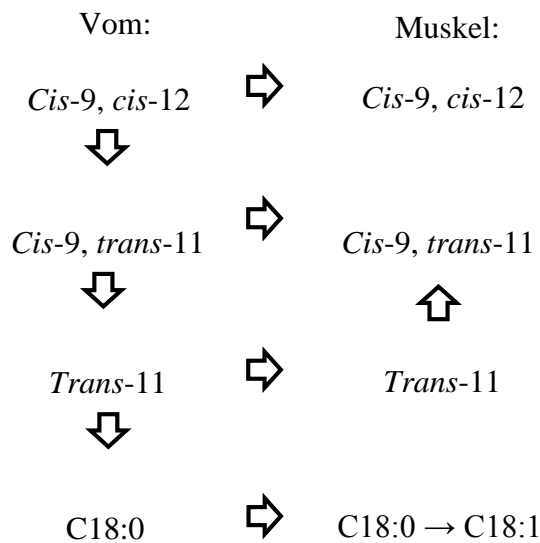 Vom:
Muskel:
Cis-9, cis-12
Cis-9, cis-12
Cis-9, trans-11
Cis-9, trans-11
Trans-11
Trans-11
C18:0
C18:0 → C18:1